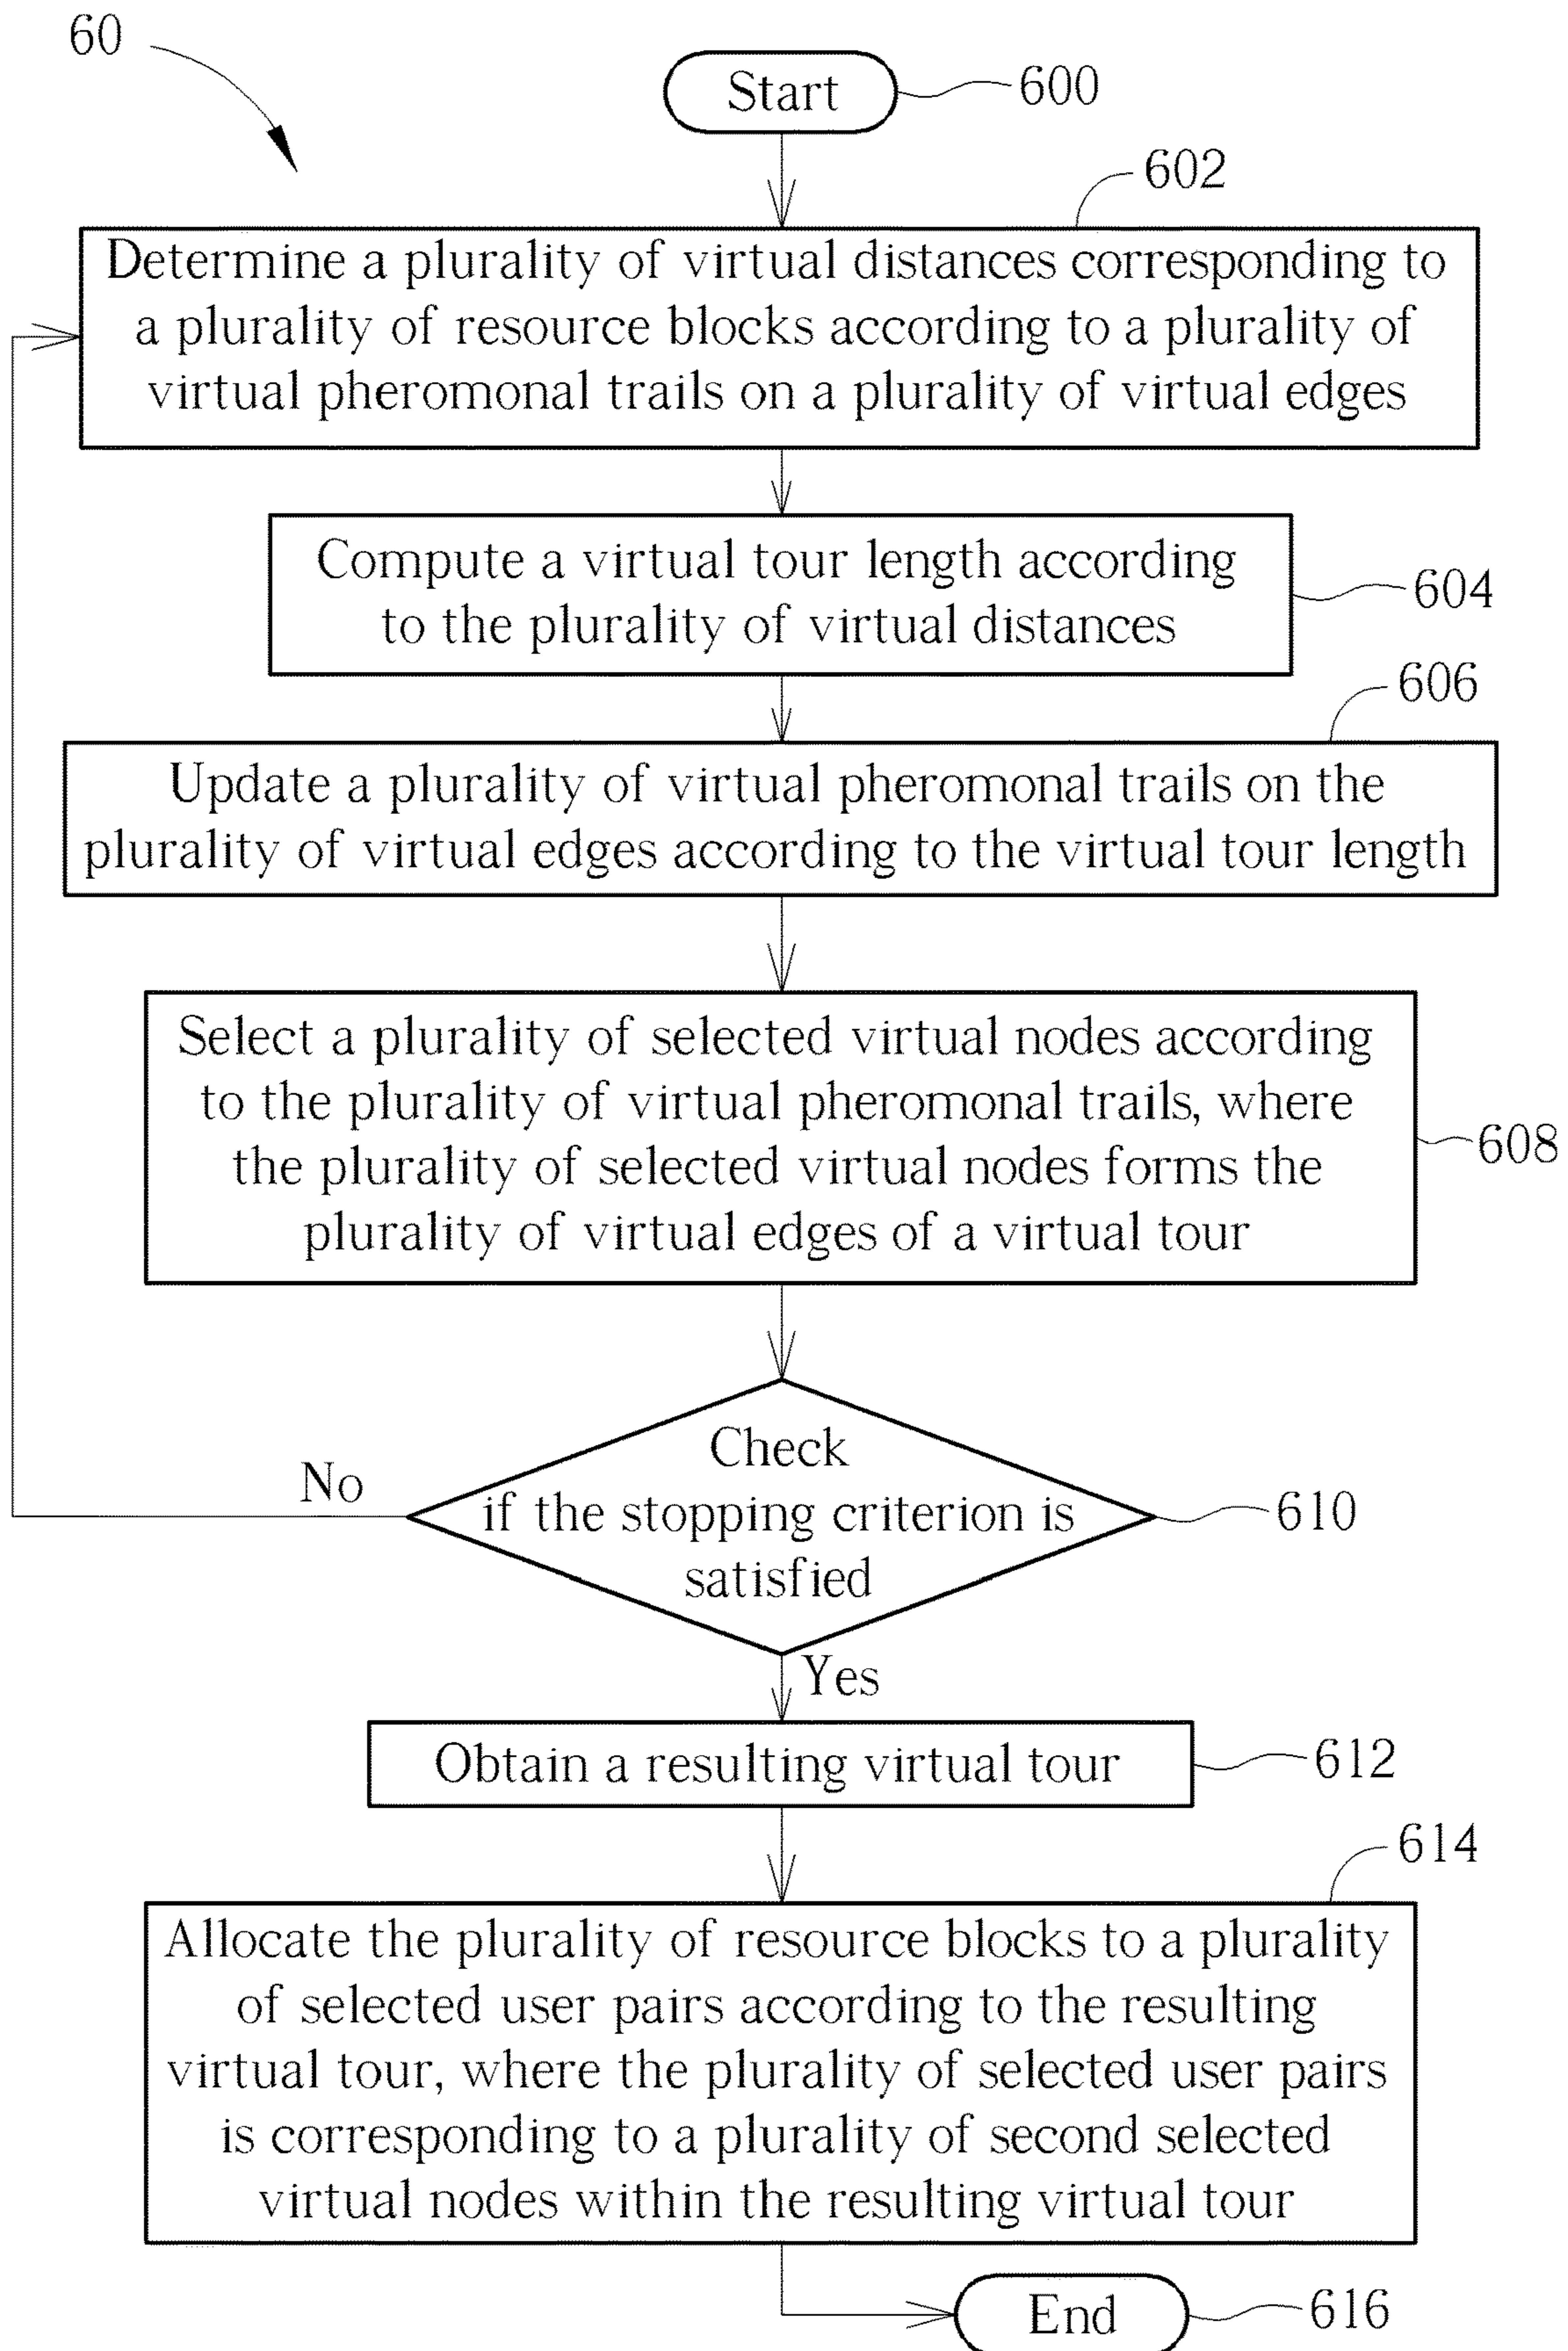 60
Start
600
602
Determine a plurality of virtual distances corresponding to
a plurality of resource blocks according to a plurality of
virtual pheromonal trails on a plurality of virtual edges
Compute a virtual tour length according
to the plurality of virtual distances
604
606
Update a plurality of virtual pheromonal trails on the
plurality of virtual edges according to the virtual tour length
Select a plurality of selected virtual nodes according
to the plurality of virtual pheromonal trails, where
the plurality of selected virtual nodes forms the
plurality of virtual edges of a virtual tour
608
Check
if the stopping criterion is
satisfied
610
No
Yes
Obtain a resulting virtual tour
612
614
Allocate the plurality of resource blocks to a plurality
of selected user pairs according to the resulting
virtual tour, where the plurality of selected user pairs
is corresponding to a plurality of second selected
virtual nodes within the resulting virtual tour
End
616